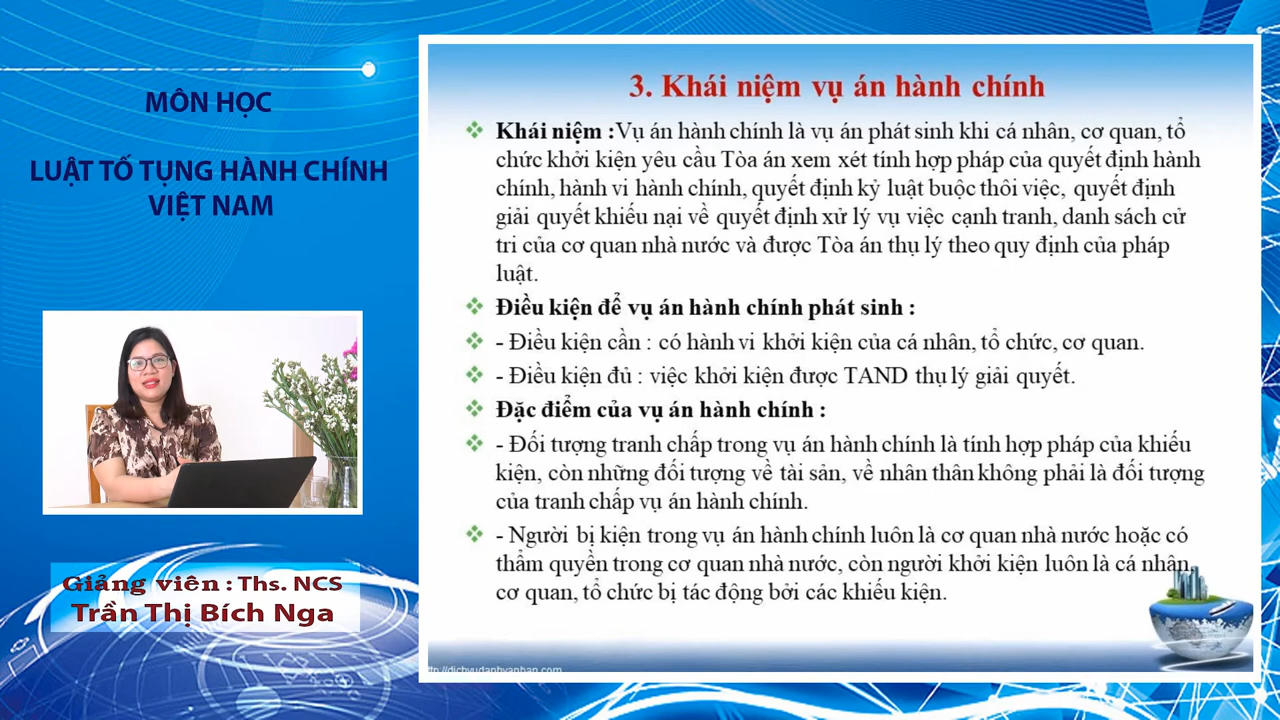 MÔN HỌC
LUẬT TỐ TỤNG HÀNH CHÍNH
VIỆT NAM
Giảng viên : Ths. NCS
Trần Thị Bích Nga
3. Khái niệm vụ án hành chính
Khái niệm :Vụ án hành chính là vụ án phát sinh khi cá nhân, cơ quan, tổ
chức khởi kiện yêu cầu Tòa án xem xét tính hợp pháp của quyết định hành
chính, hành vi hành chính, quyết định kỷ luật buộc thôi việc, quyết định
giải quyết khiếu nại về quyết định xử lý vụ việc cạnh tranh, danh sách cử
tri của cơ quan nhà nước và được Tòa án thụ lý theo quy định của pháp
luật.
Điều kiện để vụ án hành chính phát sinh :
- Điều kiện cần : có hành vi khởi kiện của cá nhân, tổ chức, cơ quan.
- Điều kiện đủ : việc khởi kiện được TAND thụ lý giải quyết.
Đặc điểm của vụ án hành chính :
- Đối tượng tranh chấp trong vụ án hành chính là tính hợp pháp của khiếu
kiện, còn những đối tượng về tài sản, về nhân thân không phải là đối tượng
của tranh chấp vụ án hành chính.
- Người bị kiện trong vụ án hành chính luôn là cơ quan nhà nước hoặc có
thẩm quyền trong cơ quan nhà nước, còn người khởi kiện luôn là cá nhân,
cơ quan, tổ chức bị tác động bởi các khiếu kiện.
http://dichvudanhvanban.com